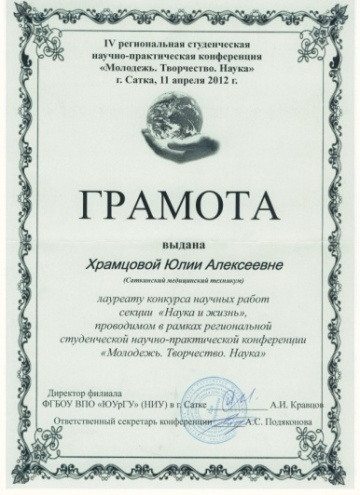 IV региональная студенческая
научно-практическая конференция
«Молодежь. Творчество. Наука»
г. Сатка, 11 апреля 2012 г.
ГРАМОТА
выдана
Храмцовой Юлии Алексеевне
(Саткинский медицинский техникум)
лауреату конкурса научных работ
секции «Наука и жизнь»,
проводимом в рамках региональной
студенческой научно-практической конференции
«Молодежь. Творчество. Наука»
Директор филиала
ФГБОУ ВПО «ЮУрГУ» (НИУ) в г. Сатке А.И. Кравцов
Ответственный секретарь конференции А.С. Подяконова